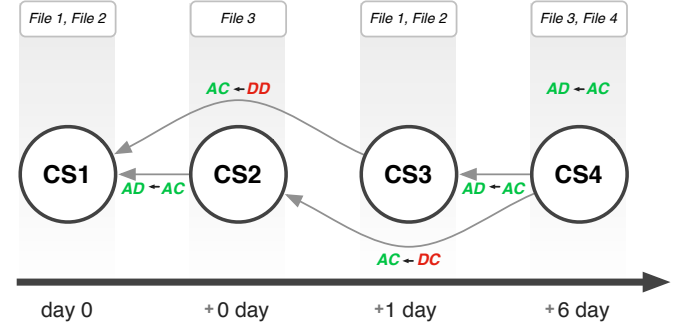 File 1, File 2
File 3
File 1, File 2
File 3, File 4
AC ← DD
AD ← AC
CS1
CS2
CS3
CS4
AD ← AC
AD ← AC
AC ← DC
day 0
+0 day
+1 day
+6 day